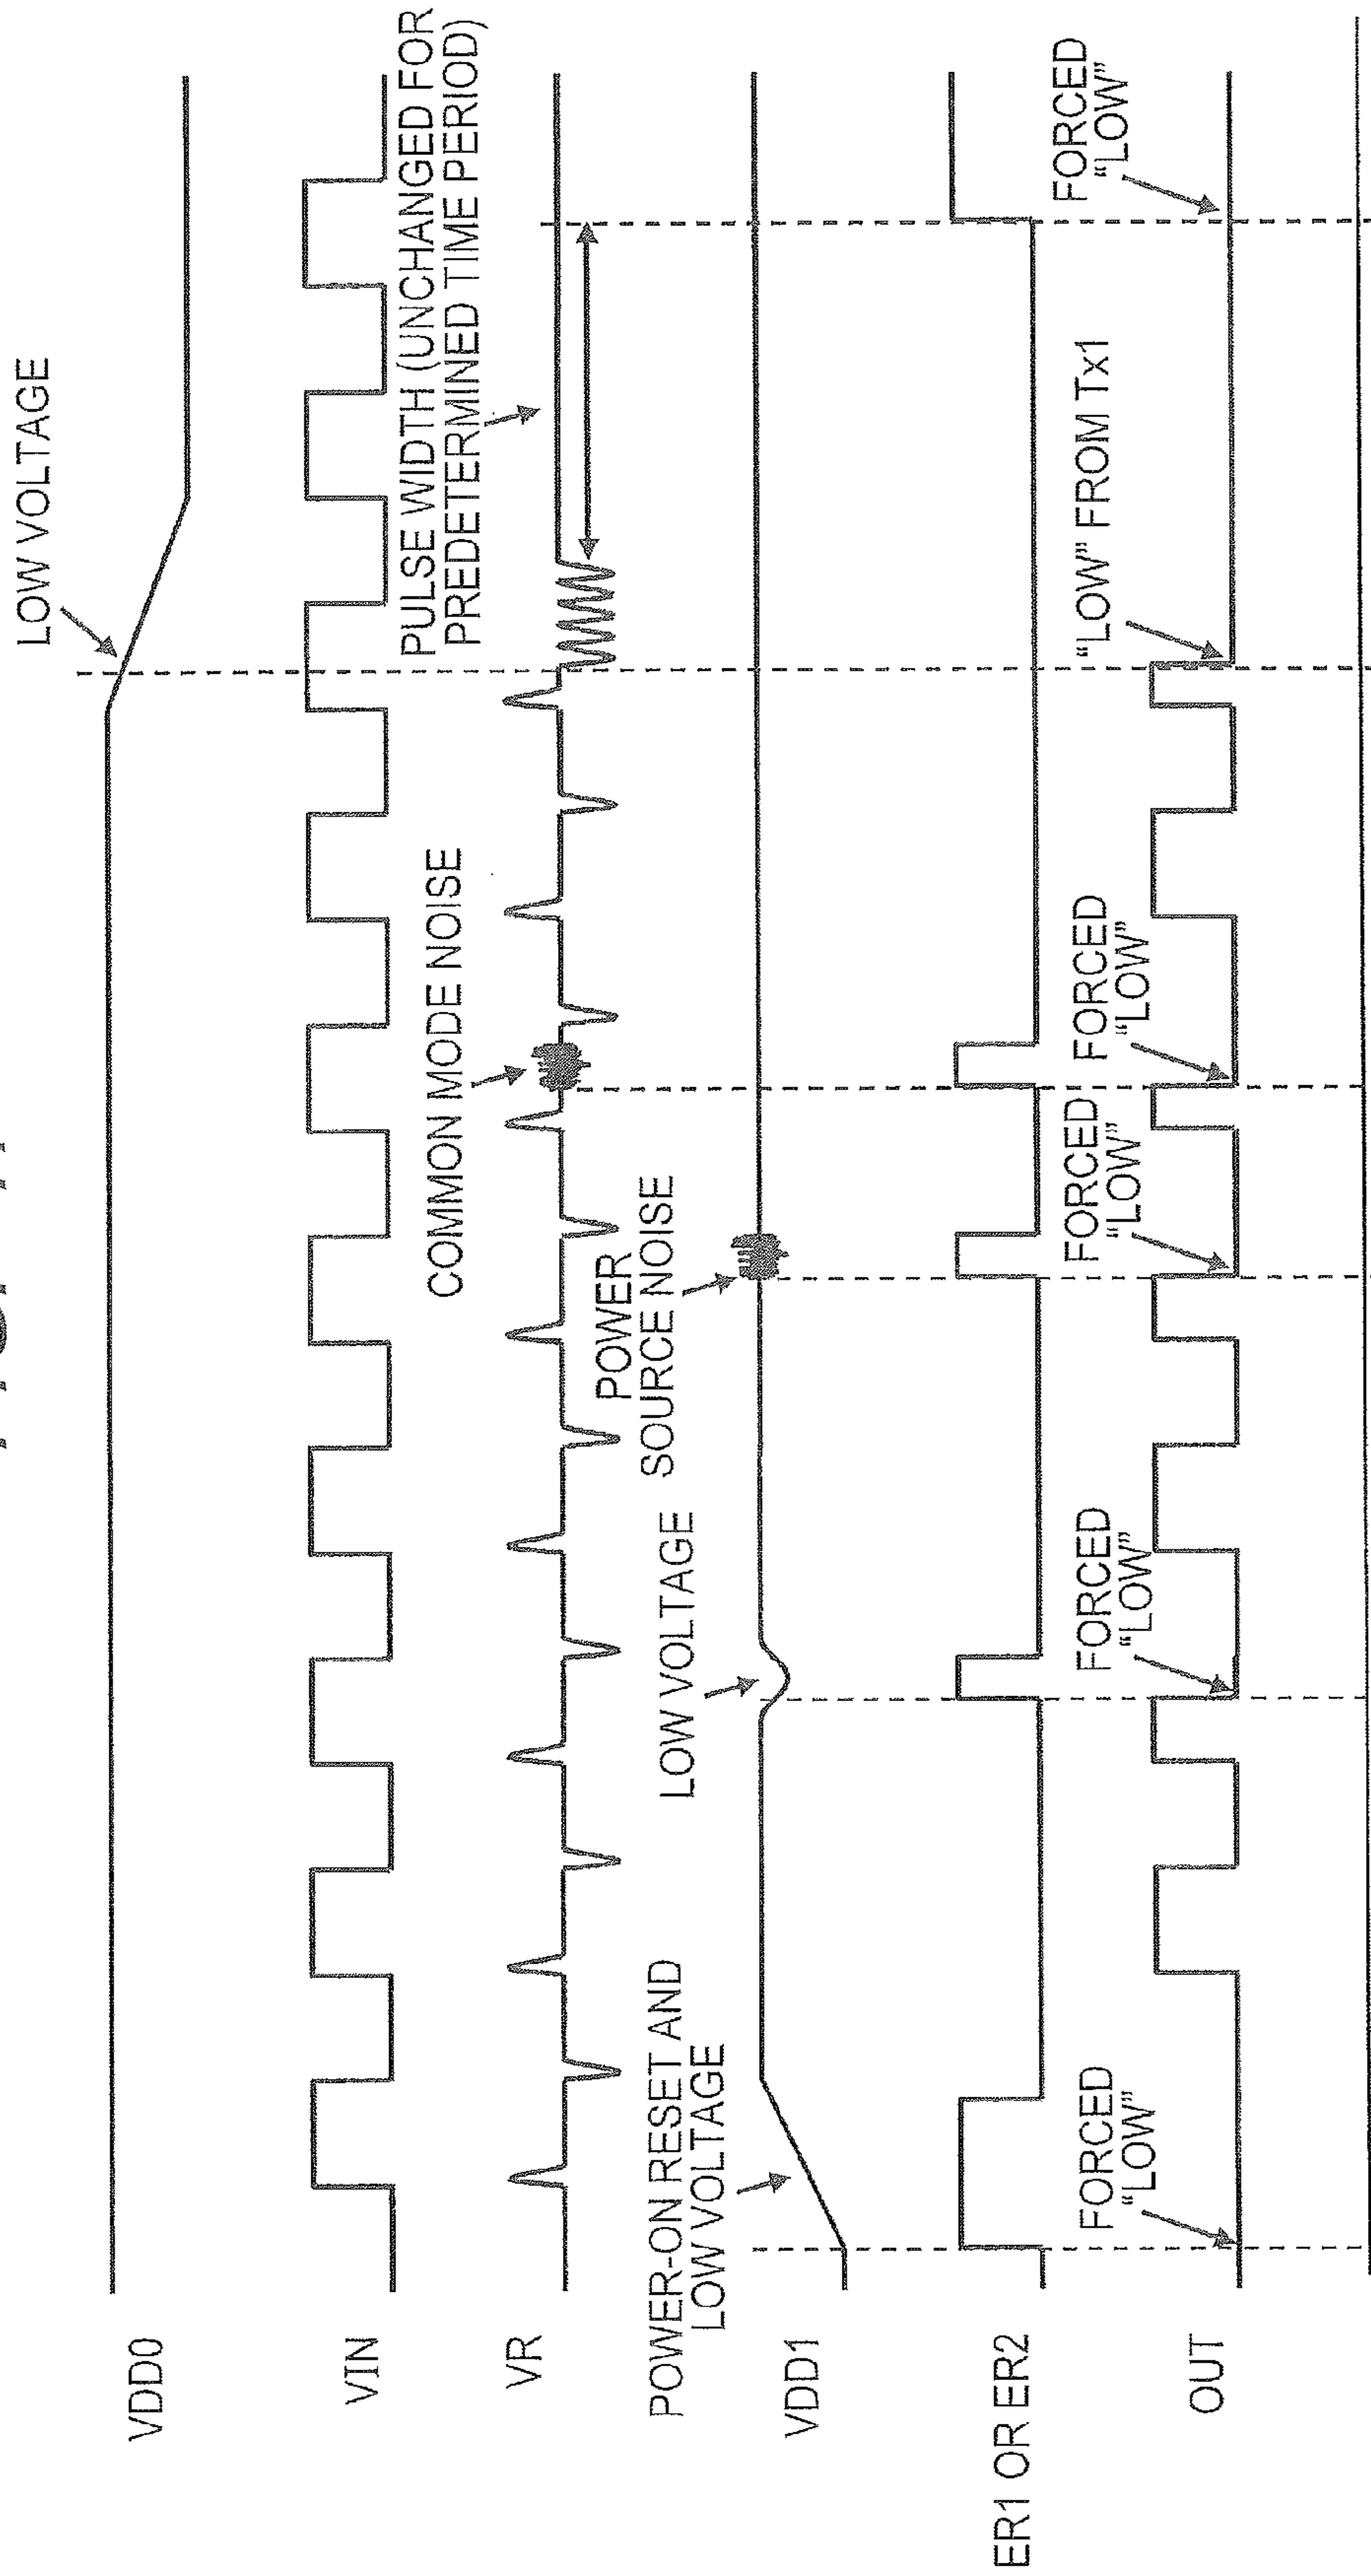 LOW VOLTAGE
VDD0
VIN
PULSE WIDTH (UNCHANGED FOR
PREDETERMINED TIME PERIOD)
COMMON MODE NOISE
VR
POWER
SOURCE NOISE
LOW VOLTAGE
POWER-ON RESET AND
LOW VOLTAGE
VDD1
ER1 OR ER2
FORCED
“LOW”
FORCED
“LOW”
FORCED
“LOW”
FORCED
“LOW”
“LOW” FROM Tx1
FORCED
“LOW”
OUT